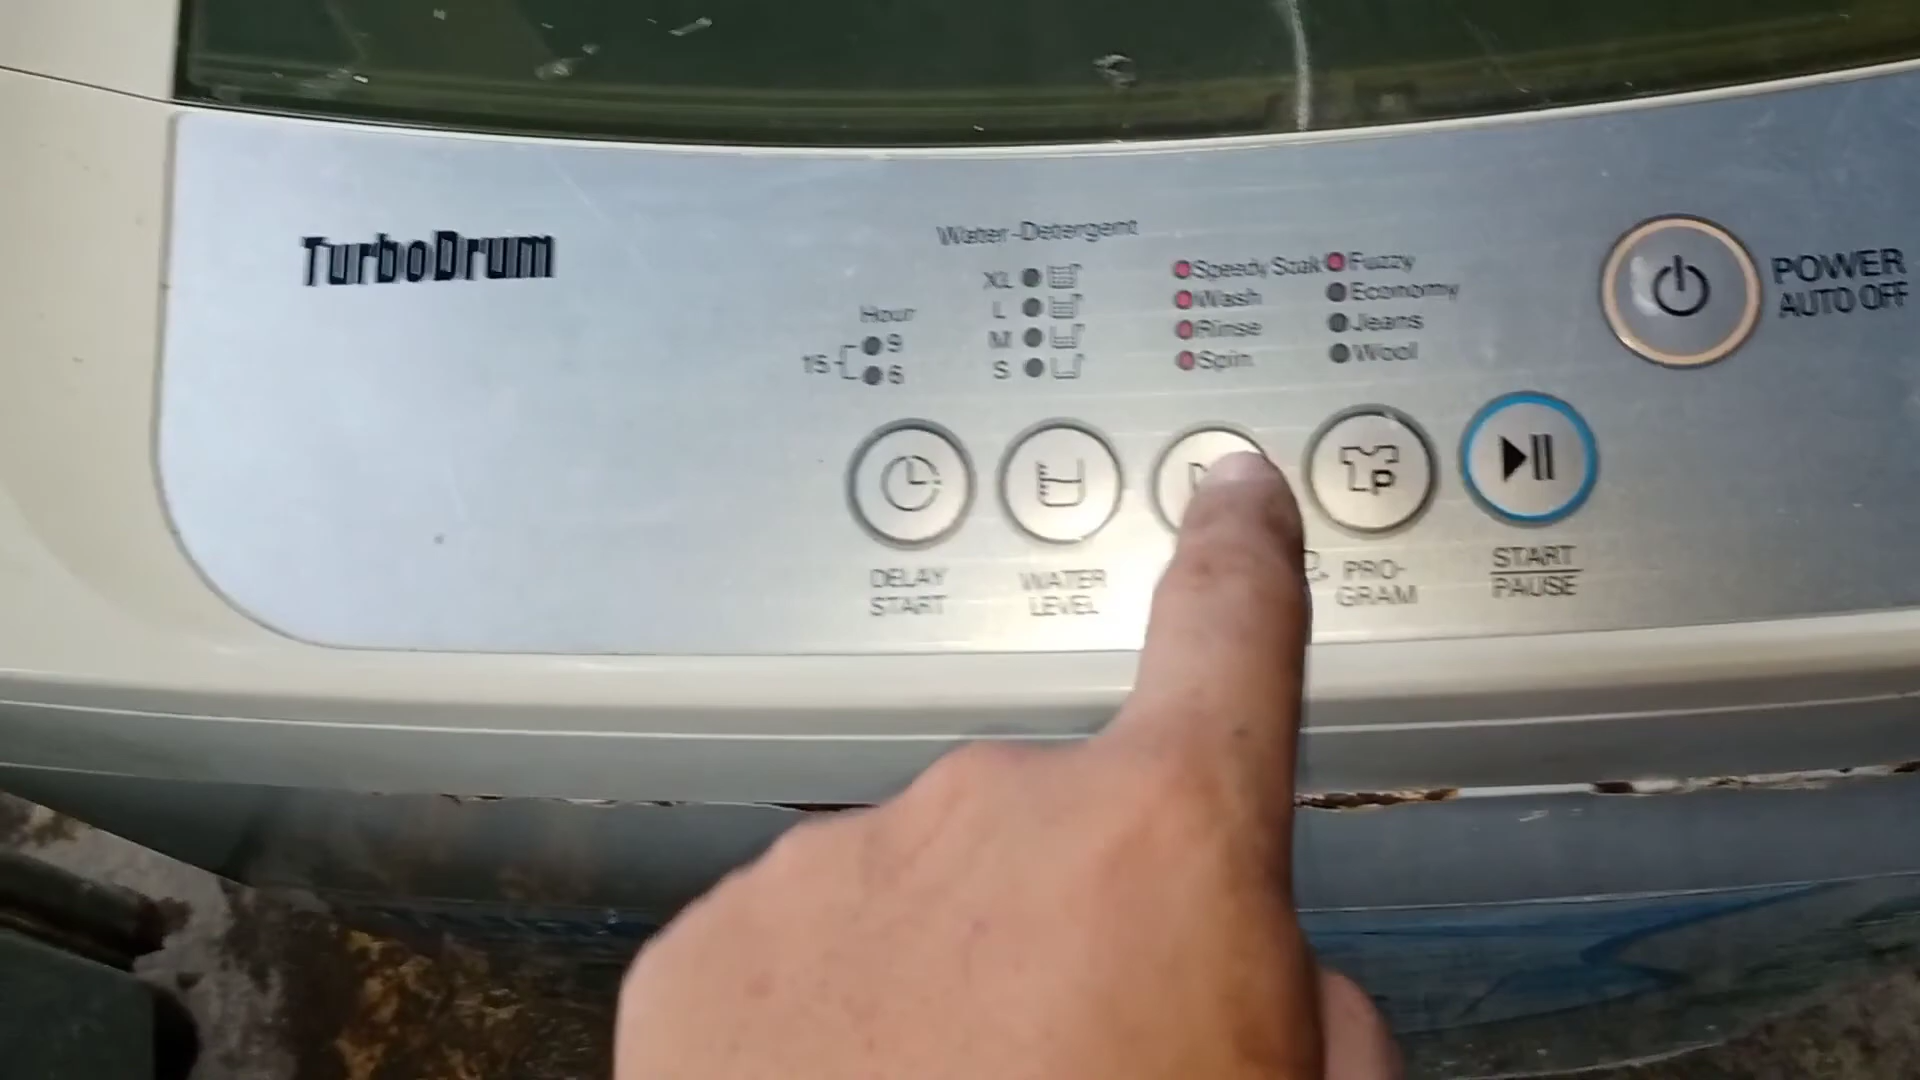 TurboDrum
Water-Detergent
Hour
15
9
6
XL
L
M
S
Speedy Soak
Wash
Rinse
Spin
Fuzzy
Economy
Jeans
Wool
POWER
AUTO OFF
DELAY
START
WATER
LEVEL
PRO-
GRAM
P
START
PAUSE